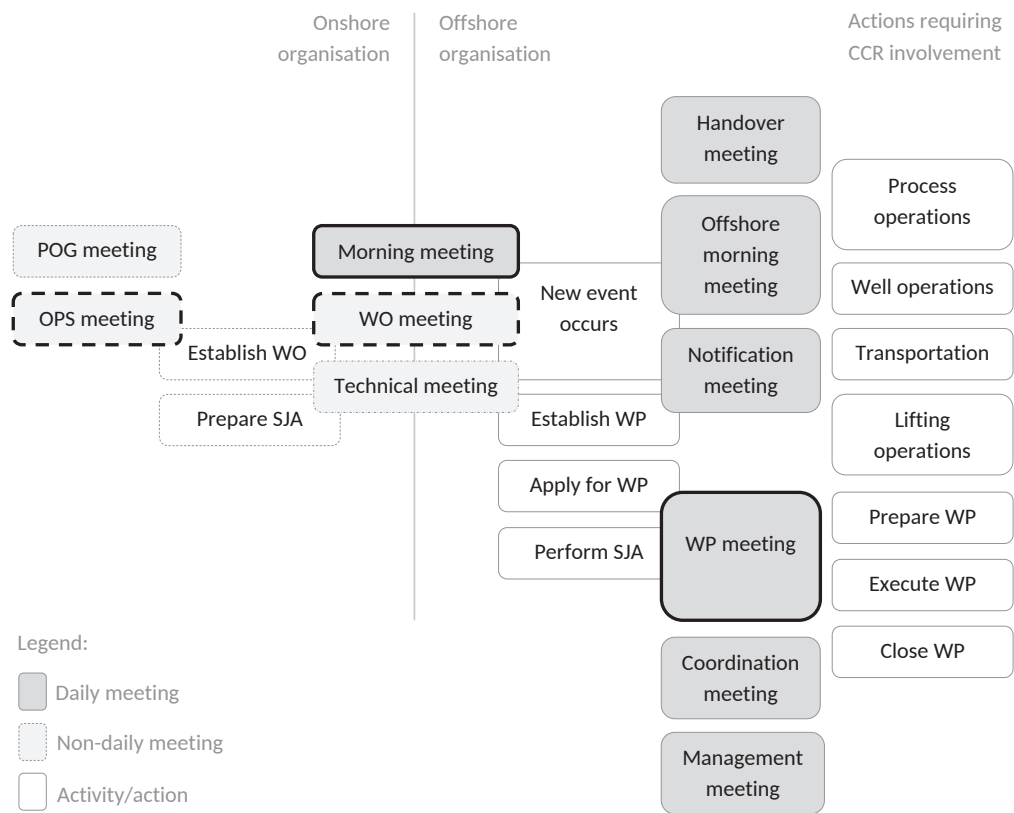 Onshore
organisation
Offshore
organisation
Actions requiring
CCR involvement
Handover
meeting
Process
operations
Offshore
morning
meeting
POG meeting
Morning meeting
Well operations
New event
occurs
OPS meeting
WO meeting
Establish WO
Notification
meeting
Transportation
Technical meeting
Prepare SJA
Establish WP
Lifting
operations
Apply for WP
Prepare WP
WP meeting
Perform SJA
Execute WP
Close WP
Coordination
meeting
Management
meeting
Legend:
Daily meeting
Non-daily meeting
Activity/action